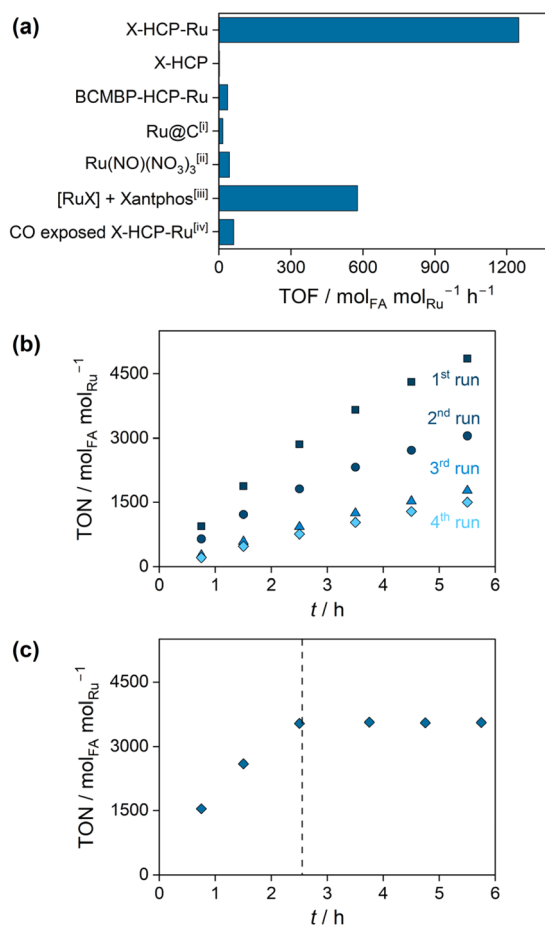 (a)
X-HCP-Ru
X-HCP
BCMBP-HCP-Ru
Ru@C[i]
Ru(NO)(NO3)3[ii]
[RuX] + Xantphos[iii]
CO exposed X-HCP-Ru[iv]
0 300 600 900 1200
TOF / molFA molRu−1 h−1
(b)
TON / molFA molRu−1
4500
3000
1500
0
1st run
2nd run
3rd run
4th run
0 1 2 3 4 5 6
t / h
(c)
TON / molFA molRu−1
4500
3000
1500
0
0 1 2 3 4 5 6
t / h